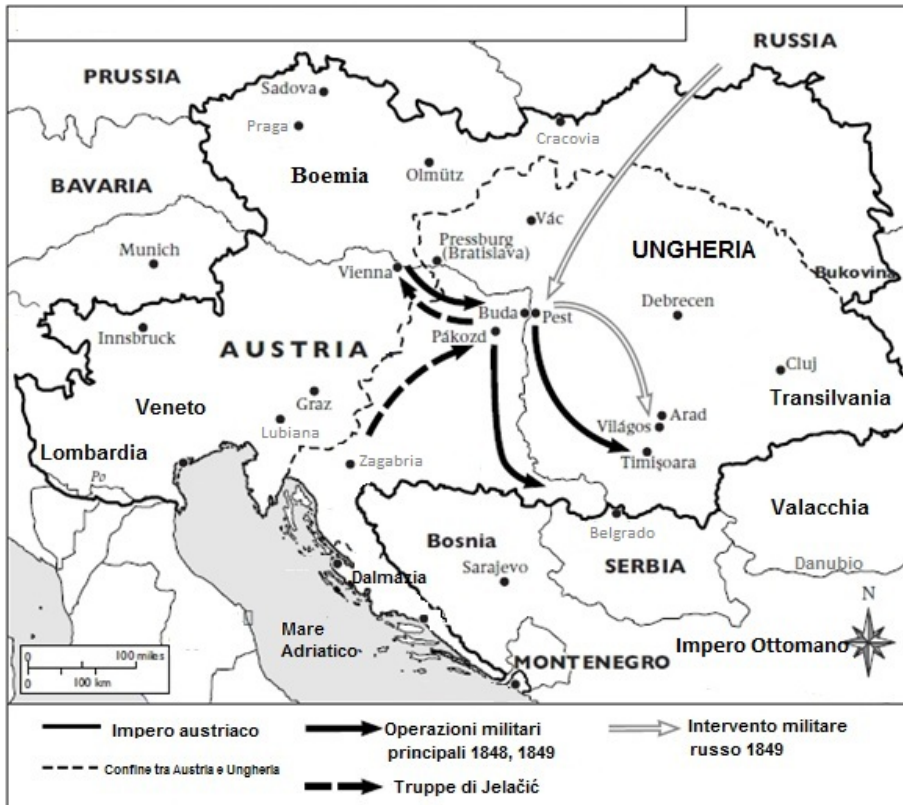 RUSSIA
PRUSSIA
Sadova
Praga
Cracovia
Boemia
Olmütz
BAVARIA
Vác
Pressburg
(Bratislava)
UNGHERIA
Munich
Vienna
Bukovina
Debrecen
Buda
Pest
Innsbruck
Pákozd
AUSTRIA
Cluj
Transilvania
Veneto
Graz
Arad
Világos
Lubiana
Lombardia
Timişoara
Zagabria
Po
Valacchia
Belgrado
Bosnia
Danubio
SERBIA
Sarajevo
Dalmazia
N
Mare
Adriatico
Impero Ottomano
MONTENEGRO
0 100 miles
0 100 km
Impero austriaco
Operazioni militari
principali 1848, 1849
Intervento militare
russo 1849
Confine tra Austria e Ungheria
Truppe di Jelačić